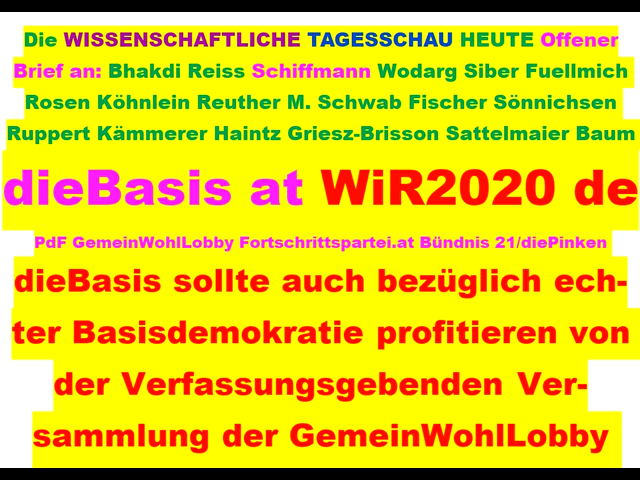 Die WISSENSCHAFTLICHE TAGESSCHAU HEUTE Offener
Brief an: Bhakdi Reiss Schiffmann Wodarg Siber Fuellmich
Rosen Köhnlein Reuther M. Schwab Fischer Sönnichsen
Ruppert Kämmerer Haintz Griesz-Brisson Sattelmaier Baum
dieBasis at WiR2020 de
PdF GemeinWohlLobby Fortschrittspartei.at Bündnis 21/diePinken
dieBasis sollte auch bezüglich ech-
ter Basisdemokratie profitieren von
der Verfassungsgebenden Ver-
sammlung der GemeinWohlLobby